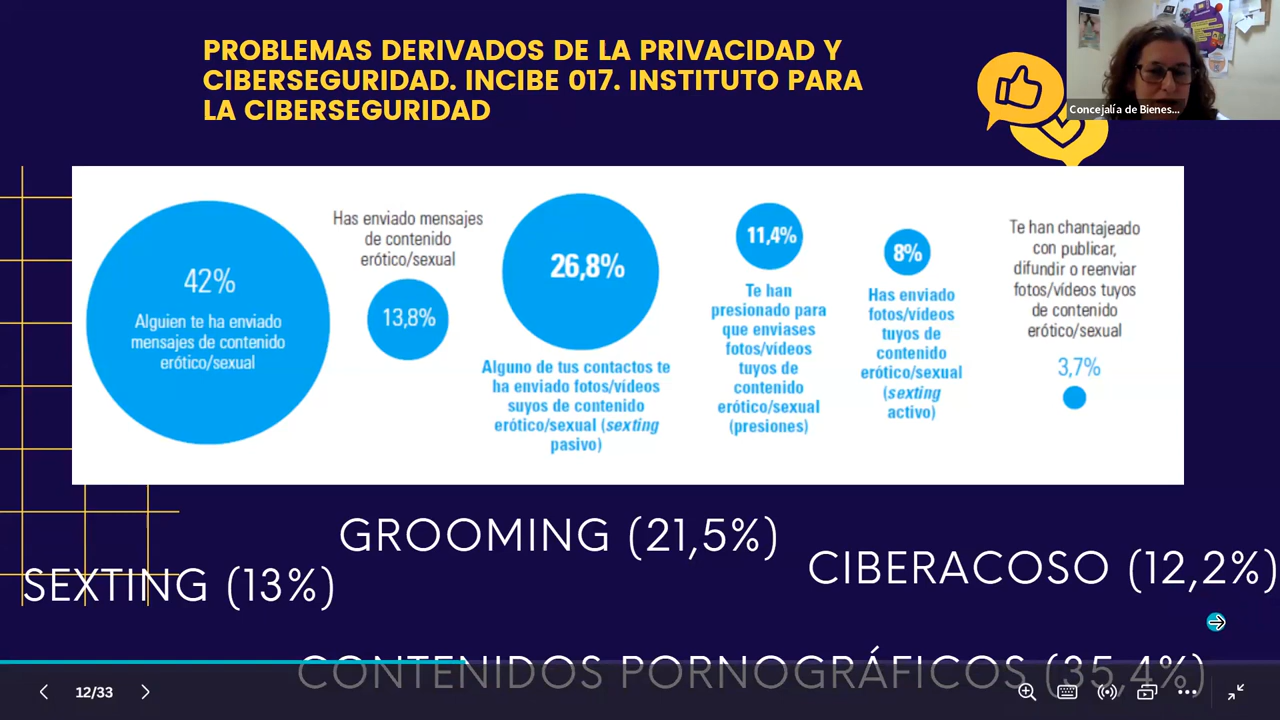 PROBLEMAS DERIVADOS DE LA PRIVACIDAD Y
CIBERSEGURIDAD. INCIBE 017. INSTITUTO PARA
LA CIBERSEGURIDAD
Concejalía de Bienes...
42%
Alguien te ha enviado
mensajes de contenido
erótico/sexual
Has enviado mensajes
de contenido
erótico/sexual
13,8%
26,8%
Alguno de tus contactos te
ha enviado fotos/vídeos
suyos de contenido
erótico/sexual (sexting
pasivo)
11,4%
Te han
presionado para
que envíases
fotos/vídeos
tuyos de
contenido
erótico/sexual
(presiones)
8%
Has enviado
fotos/vídeos
tuyos de
contenido
erótico/sexual
(sexting
activo)
Te han chantajeado
con publicar,
difundir o reenviar
fotos/vídeos tuyos
de contenido
erótico/sexual
3,7%
GROOMING (21,5%)
CIBERACOSO (12,2%)
SEXTING (13%)
CONTENIDOS PORNOGRÁFICOS (35,4%)
12/33